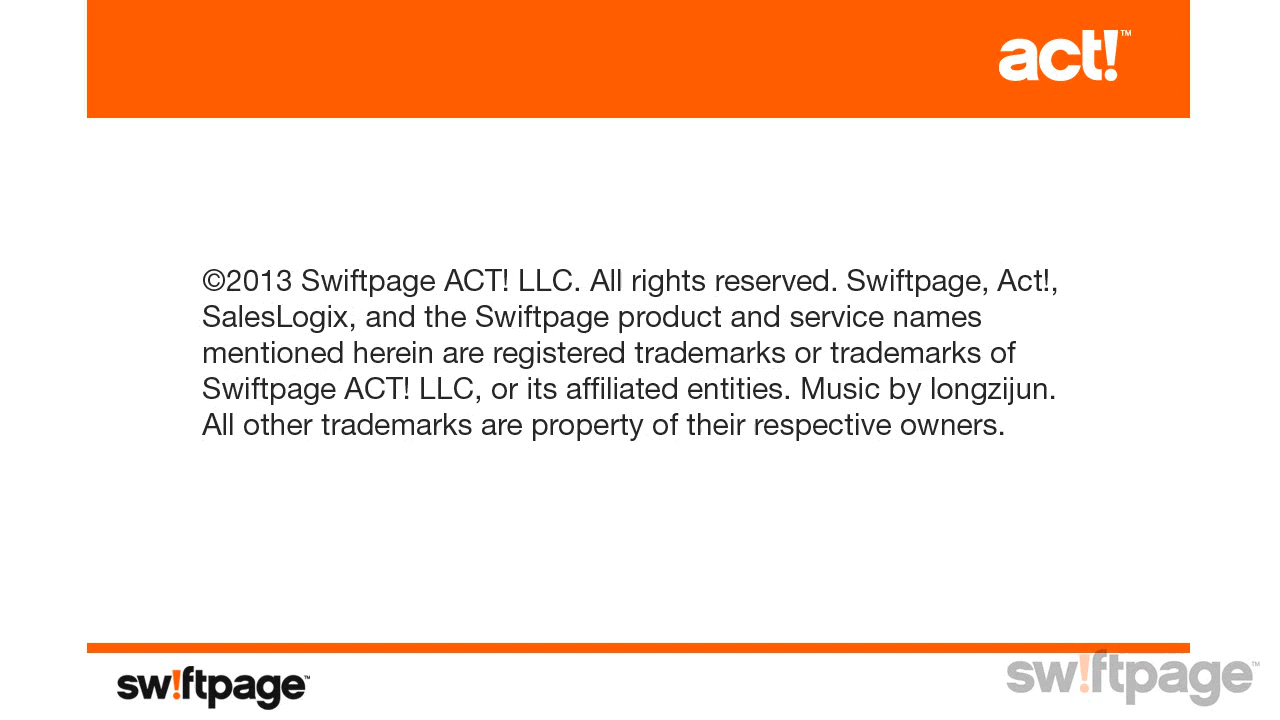 act!™
©2013 Swiftpage ACT! LLC. All rights reserved. Swiftpage, Act!,
SalesLogix, and the Swiftpage product and service names
mentioned herein are registered trademarks or trademarks of
Swiftpage ACT! LLC, or its affiliated entities. Music by longzijun.
All other trademarks are property of their respective owners.
sw!ftpage™
sw!ftpage™